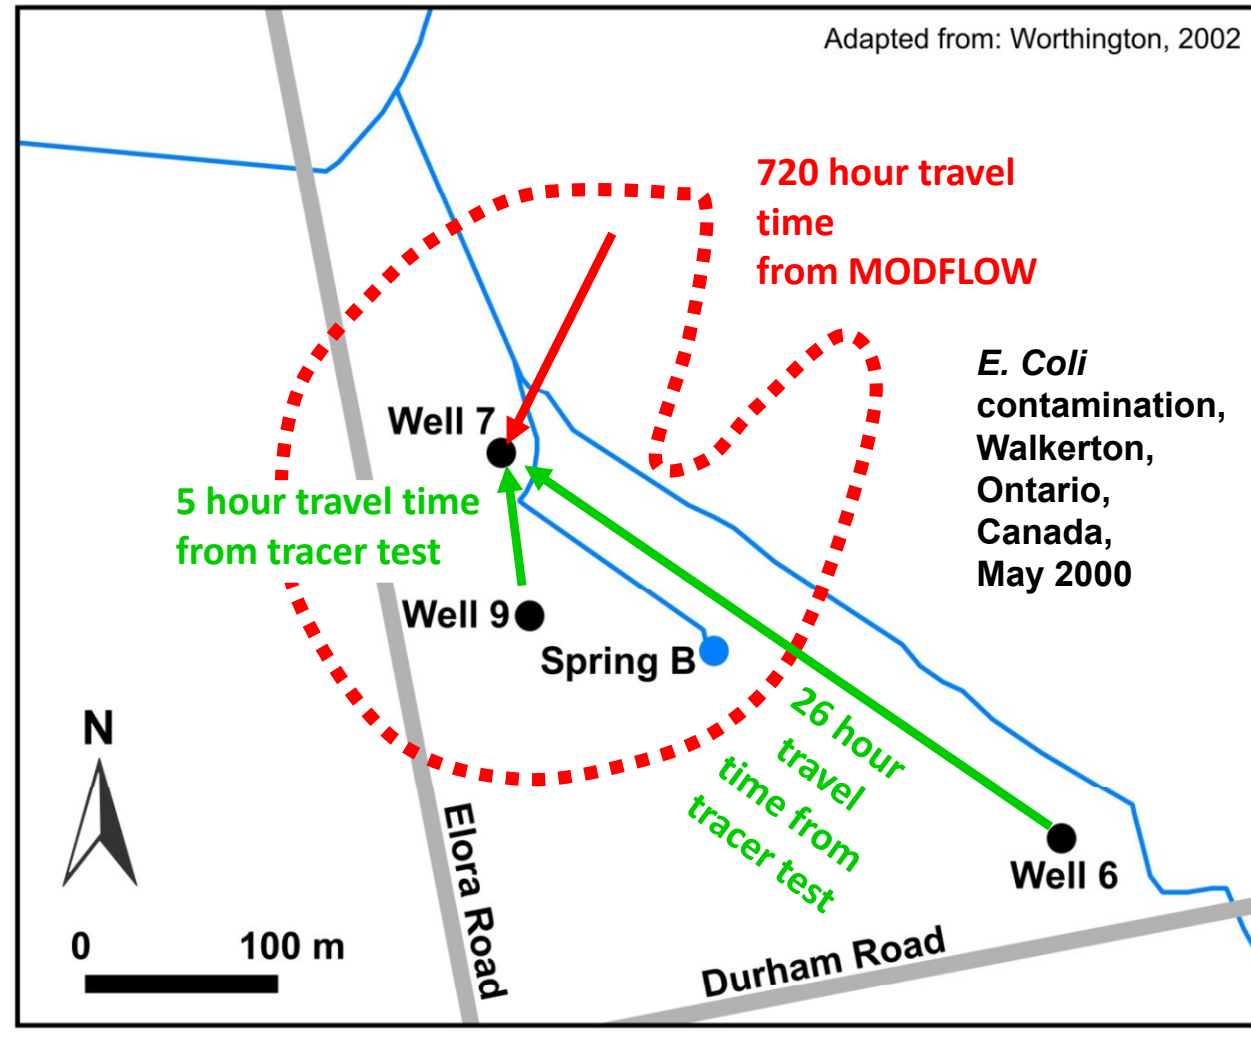 Adapted from: Worthington, 2002
720 hour travel
time
from MODFLOW
E. Coli
contamination,
Walkerton,
Ontario,
Canada,
May 2000
Well 7
5 hour travel time
from tracer test
Well 9
Spring B
26 hour
travel
time from
tracer test
Well 6
N
0 100 m
Elora Road
Durham Road